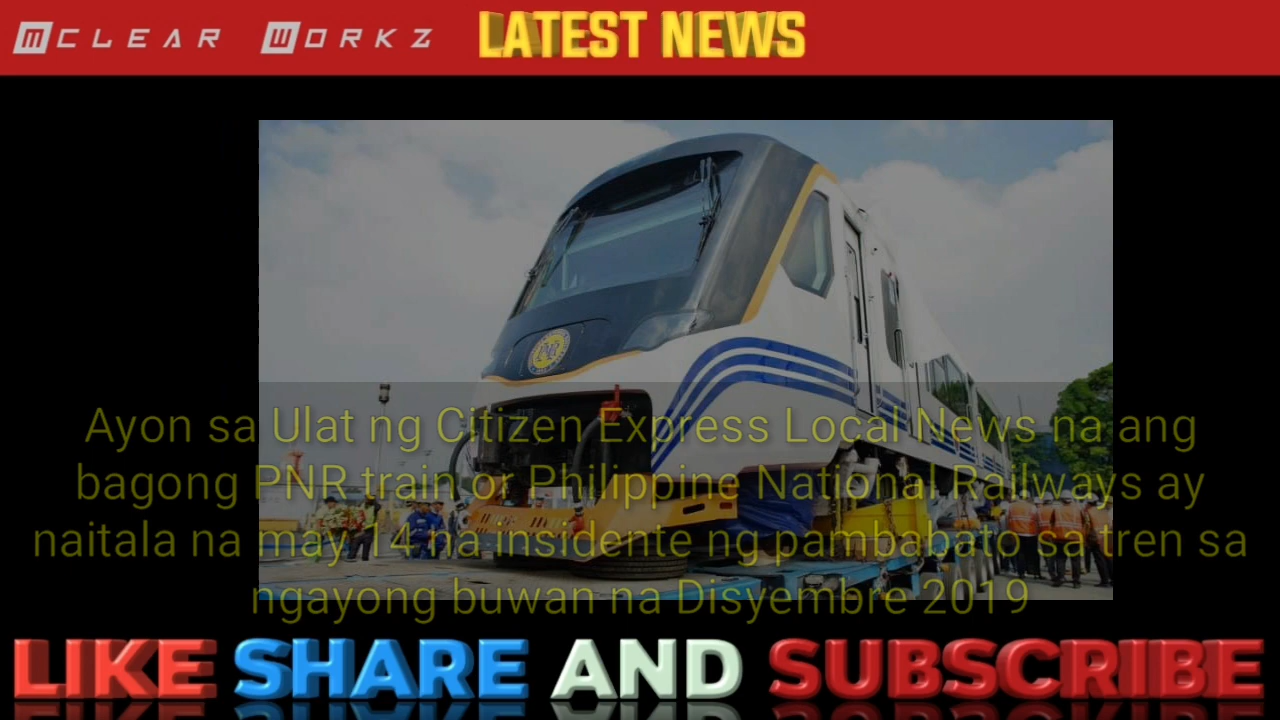 MCLEAR WORKZ LATEST NEWS
PNR
Ayon sa Ulat ng Citizen Express Local News na ang
bagong PNR train or Philippine National Railways ay
naitala na may 14 na insidente ng pambabato sa tren sa
ngayong buwan na Disyembre 2019
LIKE SHARE AND SUBSCRIBE